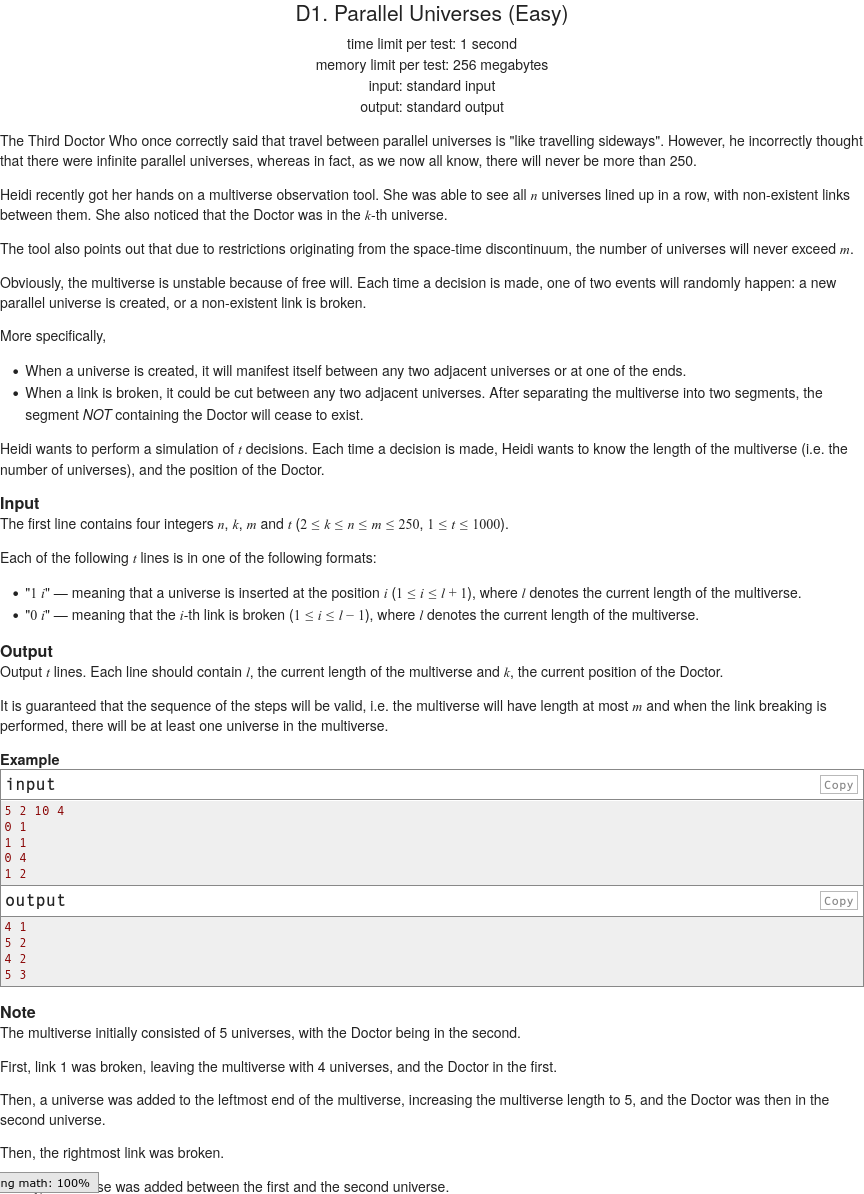 D1. Parallel Universes (Easy)
time limit per test: 1 second
memory limit per test: 256 megabytes
input: standard input
output: standard output
The Third Doctor Who once correctly said that travel between parallel universes is "like travelling sideways". However, he incorrectly thought
that there were infinite parallel universes, whereas in fact, as we now all know, there will never be more than 250.
Heidi recently got her hands on a multiverse observation tool. She was able to see all n universes lined up in a row, with non-existent links
between them. She also noticed that the Doctor was in the k-th universe.
The tool also points out that due to restrictions originating from the space-time discontinuum, the number of universes will never exceed m.
Obviously, the multiverse is unstable because of free will. Each time a decision is made, one of two events will randomly happen: a new
parallel universe is created, or a non-existent link is broken.
More specifically,
• When a universe is created, it will manifest itself between any two adjacent universes or at one of the ends.
• When a link is broken, it could be cut between any two adjacent universes. After separating the multiverse into two segments, the
segment NOT containing the Doctor will cease to exist.
Heidi wants to perform a simulation of t decisions. Each time a decision is made, Heidi wants to know the length of the multiverse (i.e. the
number of universes), and the position of the Doctor.
Input
The first line contains four integers n, k, m and t (2 ≤ k ≤ n ≤ m ≤ 250, 1 ≤ t ≤ 1000).
Each of the following t lines is in one of the following formats:
• "1 i" — meaning that a universe is inserted at the position i (1 ≤ i ≤ l + 1), where l denotes the current length of the multiverse.
• "0 i" — meaning that the i-th link is broken (1 ≤ i ≤ l − 1), where l denotes the current length of the multiverse.
Output
Output t lines. Each line should contain l, the current length of the multiverse and k, the current position of the Doctor.
It is guaranteed that the sequence of the steps will be valid, i.e. the multiverse will have length at most m and when the link breaking is
performed, there will be at least one universe in the multiverse.
Example
input Copy
5 2 10 4
0 1
1 1
0 4
1 2
output Copy
4 1
5 2
4 2
5 3
Note
The multiverse initially consisted of 5 universes, with the Doctor being in the second.
First, link 1 was broken, leaving the multiverse with 4 universes, and the Doctor in the first.
Then, a universe was added to the leftmost end of the multiverse, increasing the multiverse length to 5, and the Doctor was then in the
second universe.
Then, the rightmost link was broken.
ng math: 100% se was added between the first and the second universe.